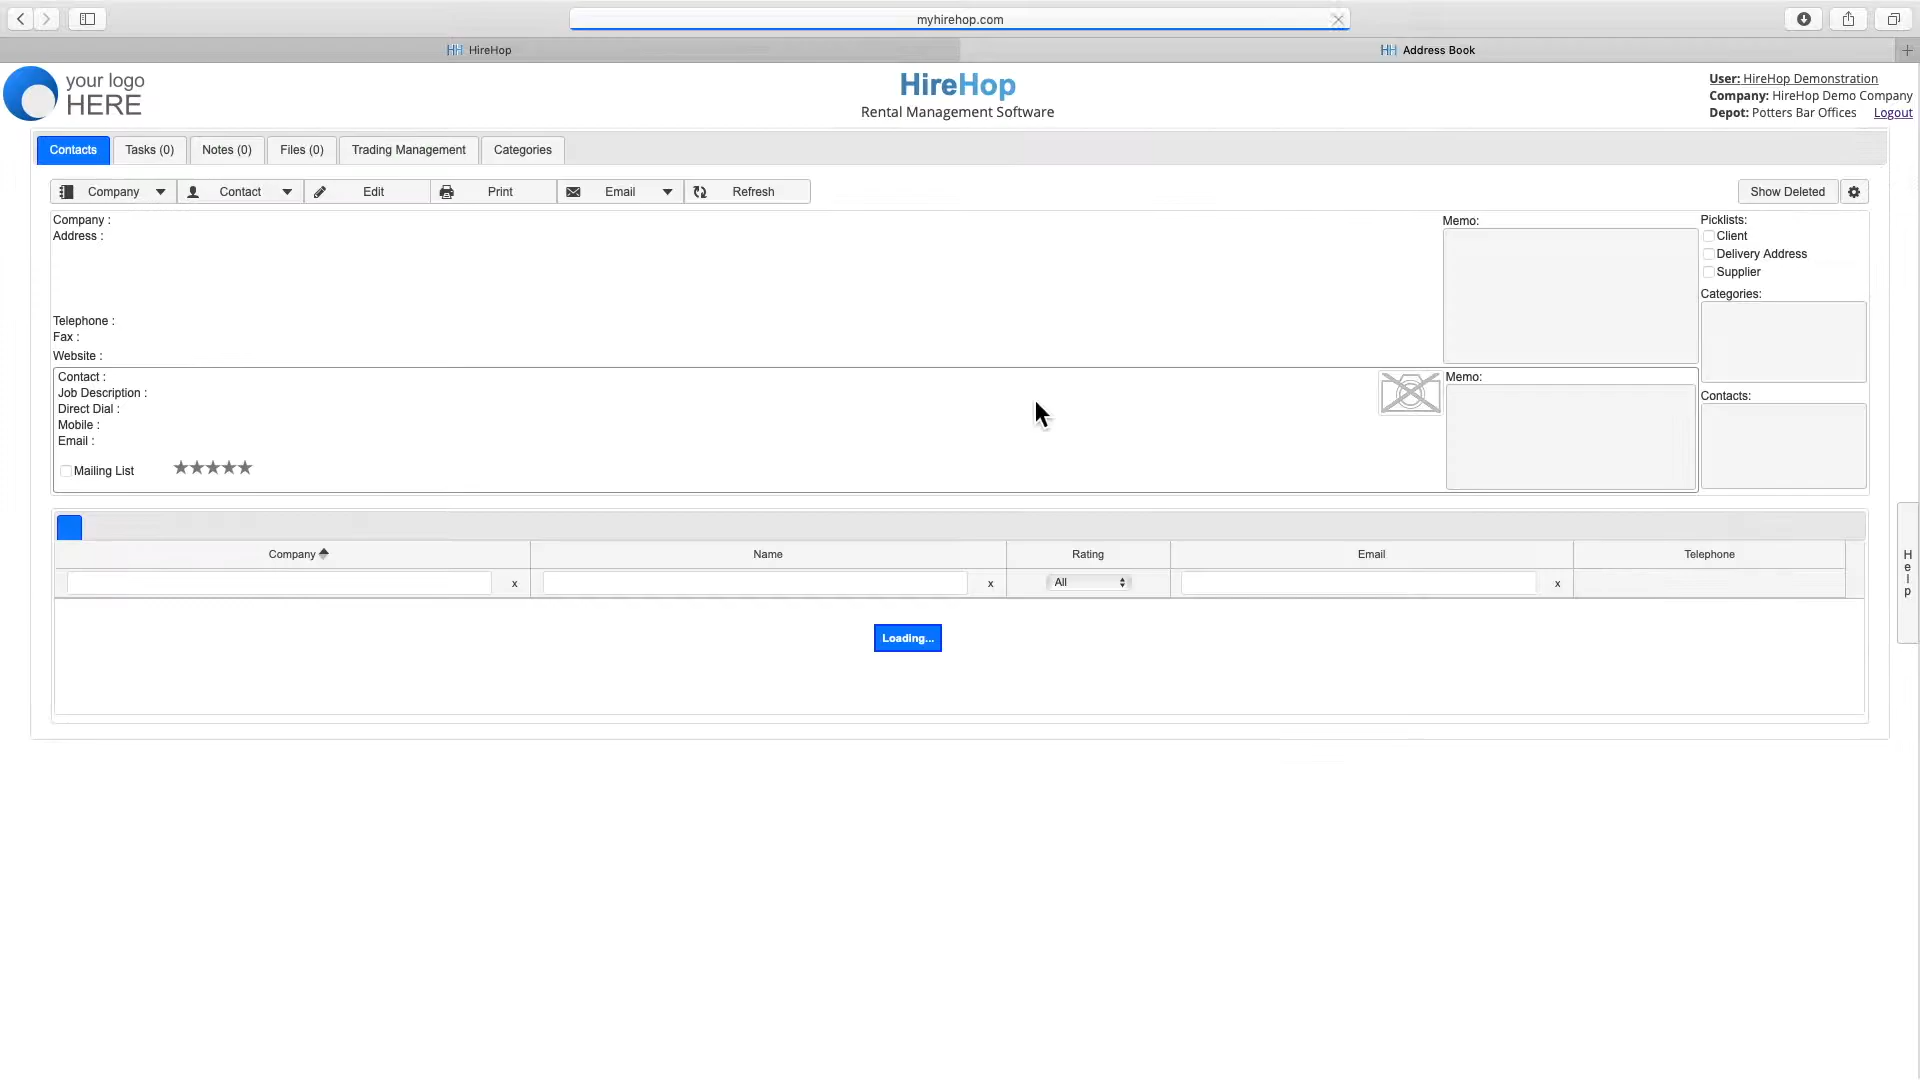 myhirehop.com
HH HireHop
HH Address Book
your logo
HERE
HireHop
Rental Management Software
User: HireHop Demonstration
Company: HireHop Demo Company
Depot: Potters Bar Offices Logout
Contacts Tasks (0) Notes (0) Files (0) Trading Management Categories
Company Contact Edit Print Email Refresh Show Deleted
Company :
Address :
Telephone :
Fax :
Website :
Memo:
Picklists:
Client
Delivery Address
Supplier
Categories:
Contact :
Job Description :
Direct Dial :
Mobile :
Email :
Mailing List
Memo:
Contacts:
Company Name Rating Email Telephone
x x All x
Loading...
Help